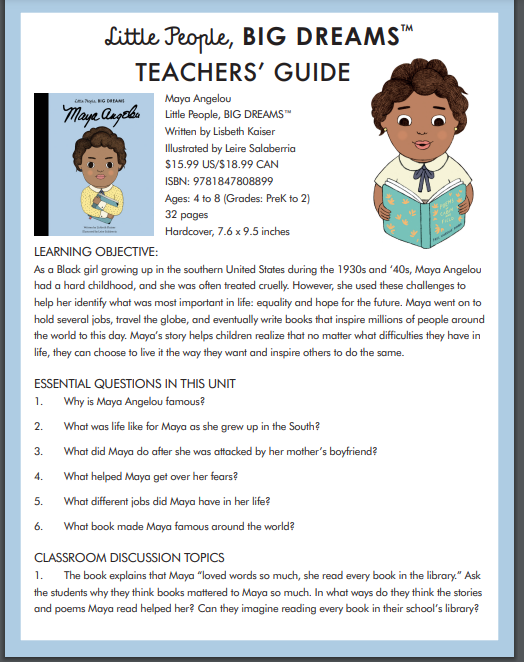 Little People, BIG DREAMS™
TEACHERS' GUIDE
Little People, BIG DREAMS
Maya Angelou
Maya Angelou
Little People, BIG DREAMS™
Written by Lisbeth Kaiser
Illustrated by Leire Salaberria
$15.99 US/$18.99 CAN
ISBN: 9781847808899
Ages: 4 to 8 (Grades: PreK to 2)
32 pages
Hardcover, 7.6 x 9.5 inches
LEARNING OBJECTIVE:
As a Black girl growing up in the southern United States during the 1930s and '40s, Maya Angelou
had a hard childhood, and she was often treated cruelly. However, she used these challenges to
help her identify what was most important in life: equality and hope for the future. Maya went on to
hold several jobs, travel the globe, and eventually write books that inspire millions of people around
the world to this day. Maya's story helps children realize that no matter what difficulties they have in
life, they can choose to live it the way they want and inspire others to do the same.
ESSENTIAL QUESTIONS IN THIS UNIT
1. Why is Maya Angelou famous?
2. What was life like for Maya as she grew up in the South?
3. What did Maya do after she was attacked by her mother's boyfriend?
4. What helped Maya get over her fears?
5. What different jobs did Maya have in her life?
6. What book made Maya famous around the world?
CLASSROOM DISCUSSION TOPICS
1. The book explains that Maya "loved words so much, she read every book in the library." Ask
the students why they think books mattered to Maya so much. In what ways do they think the stories
and poems Maya read helped her? Can they imagine reading every book in their school's library?